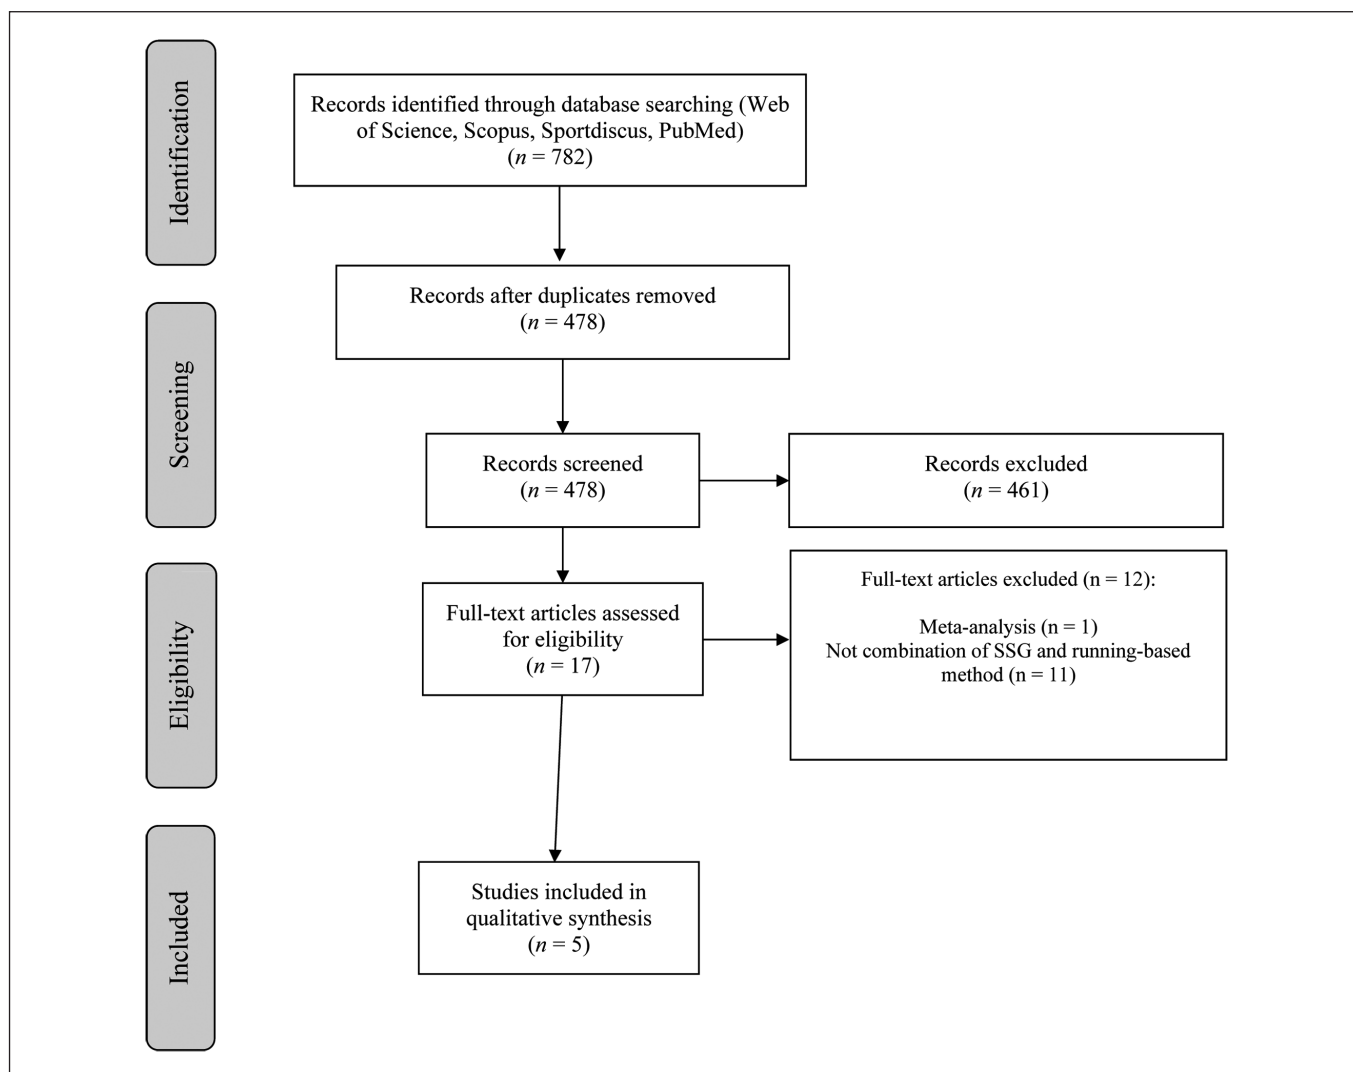 Identification
Records identified through database searching (Web
of Science, Scopus, Sportdiscus, PubMed)
(n = 782)
Records after duplicates removed
(n = 478)
Screening
Records screened
(n = 478)
Records excluded
(n = 461)
Eligibility
Full-text articles assessed
for eligibility
(n = 17)
Full-text articles excluded (n = 12):
Meta-analysis (n = 1)
Not combination of SSG and running-based
method (n = 11)
Included
Studies included in
qualitative synthesis
(n = 5)